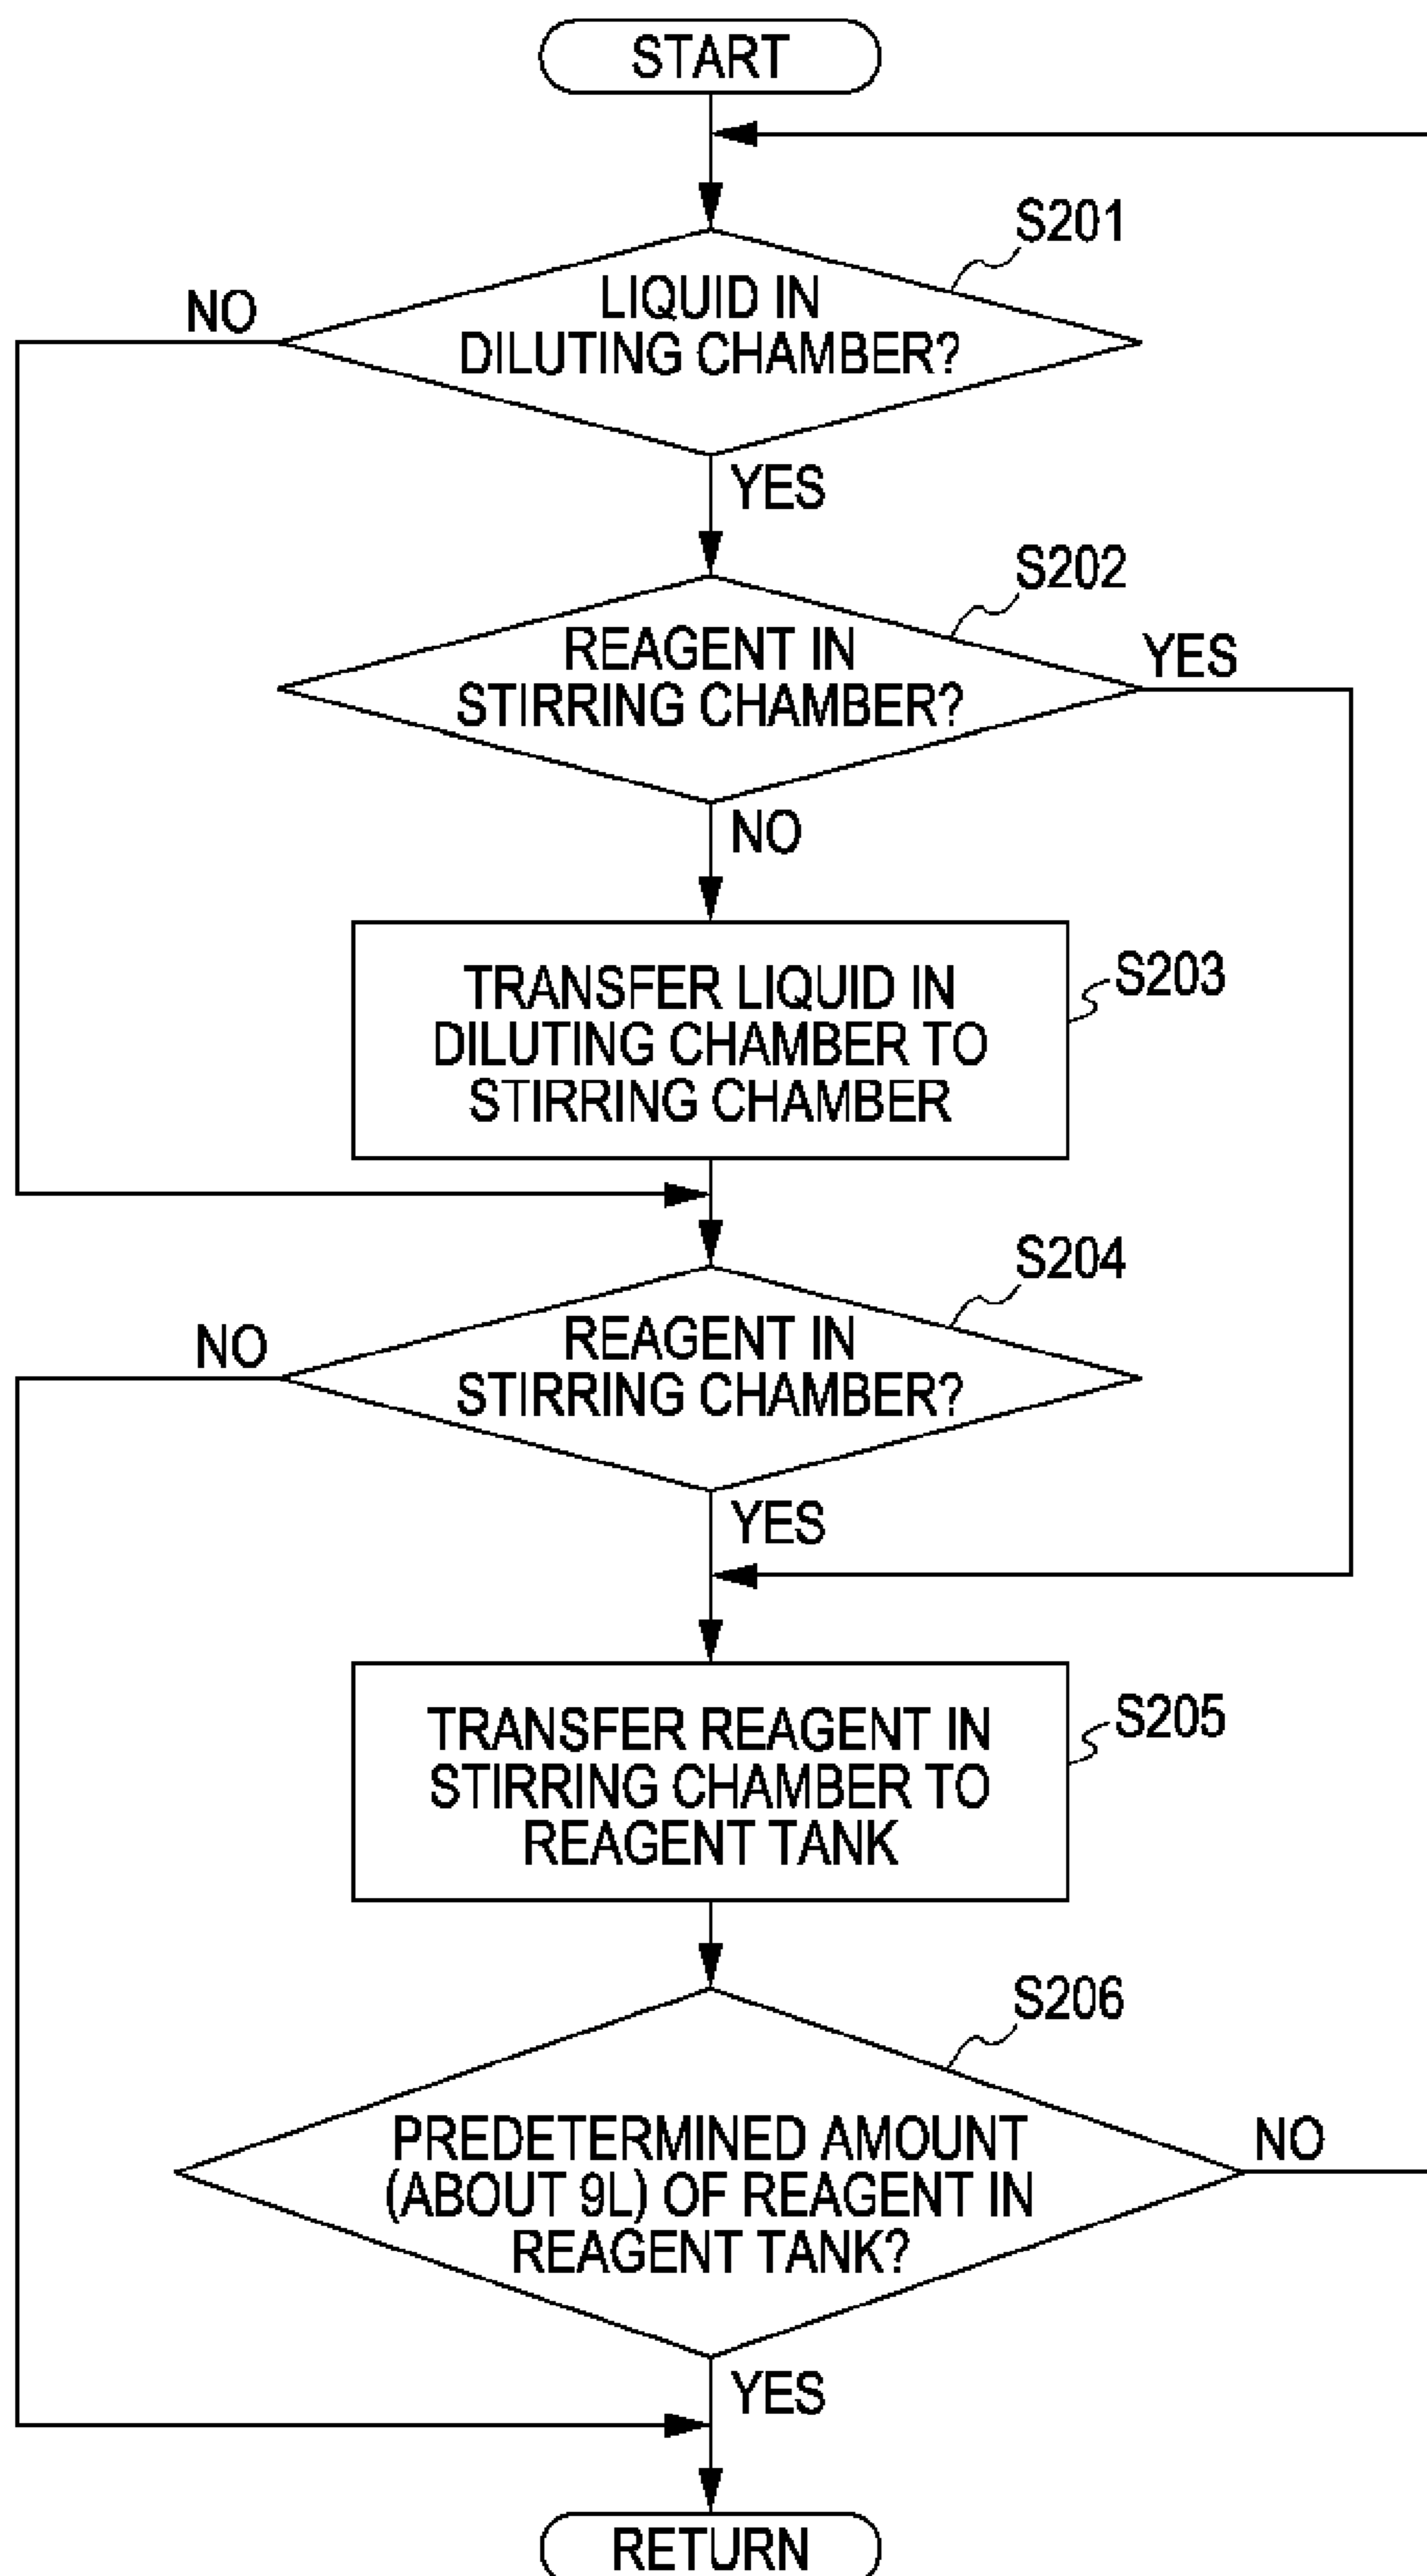 START
S201
NO
LIQUID IN
DILUTING CHAMBER?
YES
S202
REAGENT IN
STIRRING CHAMBER?
YES
NO
S203
TRANSFER LIQUID IN
DILUTING CHAMBER TO
STIRRING CHAMBER
S204
NO
REAGENT IN
STIRRING CHAMBER?
YES
S205
TRANSFER REAGENT IN
STIRRING CHAMBER TO
REAGENT TANK
S206
PREDETERMINED AMOUNT
(ABOUT 9L) OF REAGENT IN
REAGENT TANK?
NO
YES
RETURN